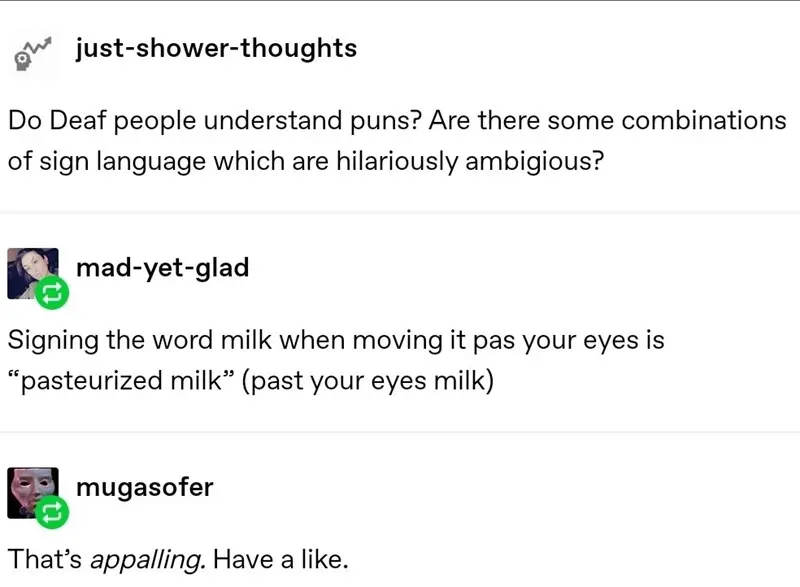 just-shower-thoughts
Do Deaf people understand puns? Are there some combinations
of sign language which are hilariously ambigious?
mad-yet-glad
Signing the word milk when moving it pas your eyes is
“pasteurized milk” (past your eyes milk)
mugasofer
That’s appalling. Have a like.